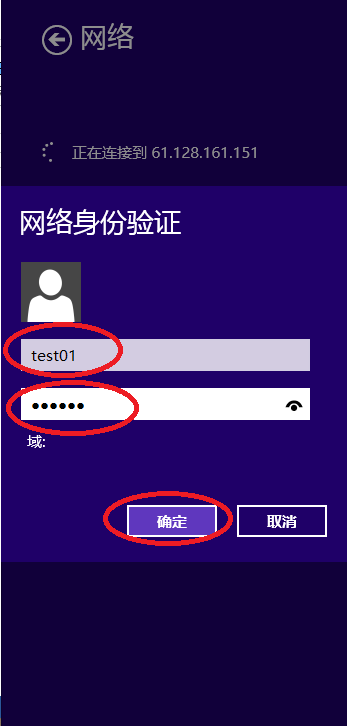 网络
正在连接到 61.128.161.151
网络身份验证
test01
••••••
域:
确定
取消